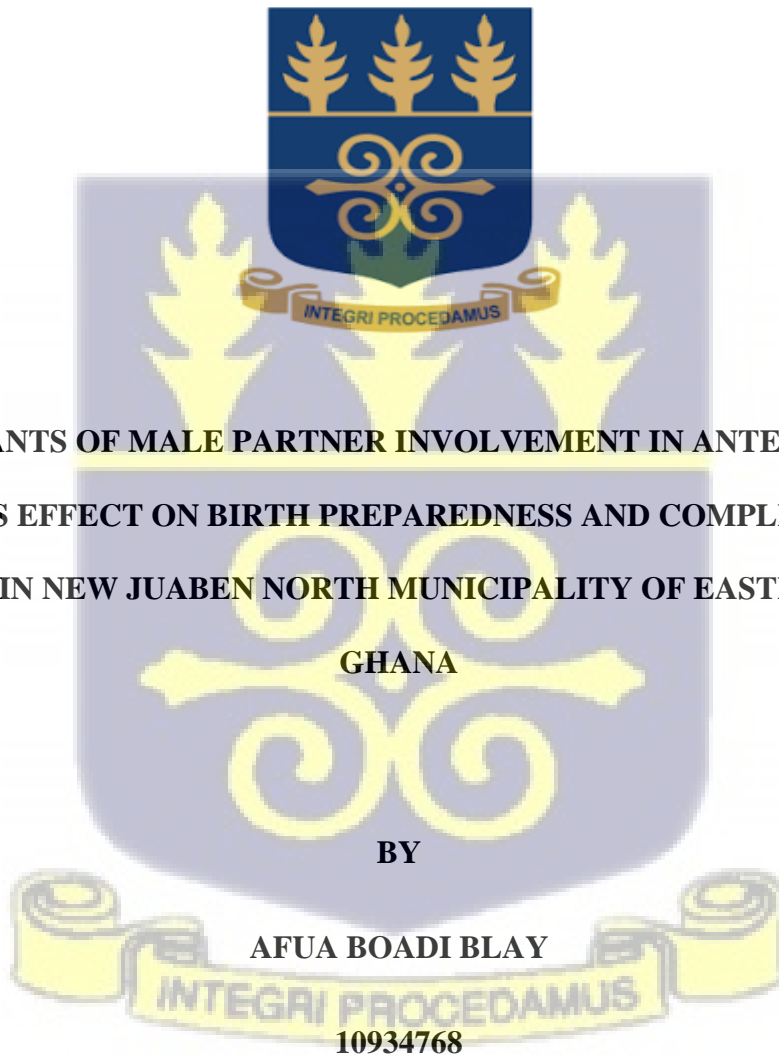 INTEGRI PROCEDAMUS
ANTS OF MALE PARTNER INVOLVEMENT IN ANTE
S EFFECT ON BIRTH PREPAREDNESS AND COMPLI
IN NEW JUABEN NORTH MUNICIPALITY OF EAST
GHANA
BY
AFUA BOADI BLAY
INTEGRI PROCEDAMUS
10934768